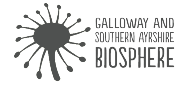 GALLOWAY AND
SOUTHERN AYRSHIRE
BIOSPHERE